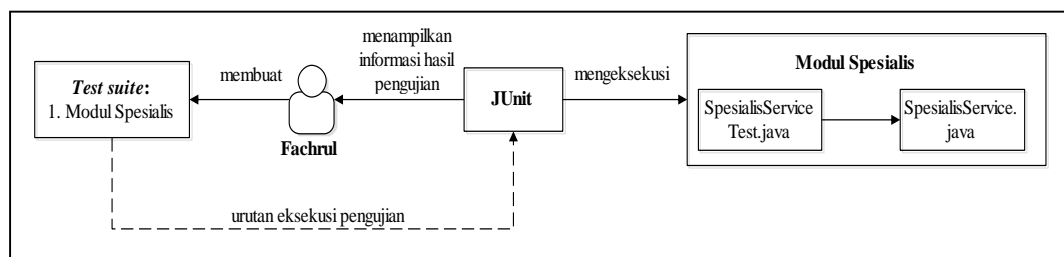 Test suite:
1. Modul Spesialis
membuat
Fachrul
menampilkan
informasi hasil
pengujian
JUnit
mengeksekusi
Modul Spesialis
SpesialisService
Test.java
SpesialisService.
java
urutan eksekusi pengujian